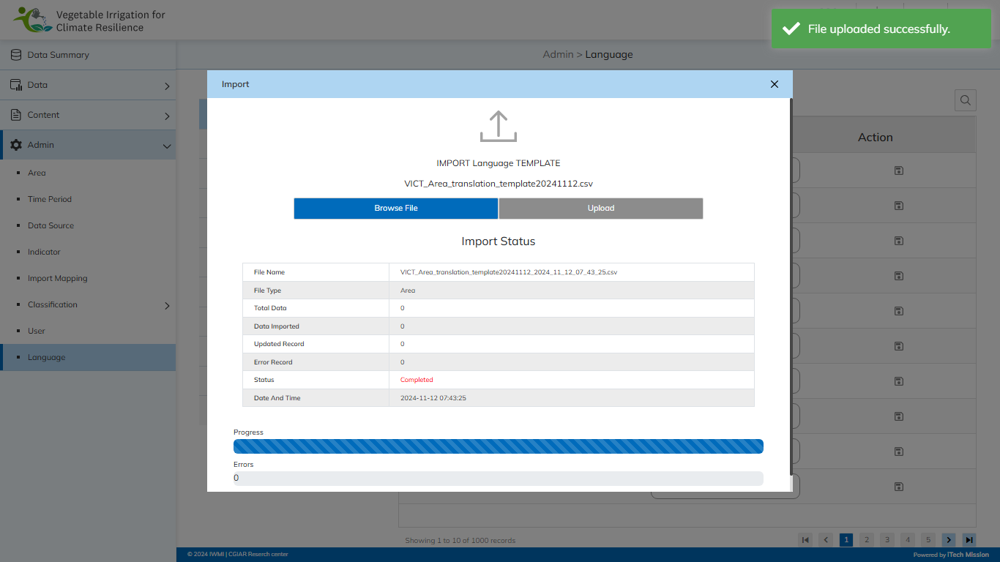 Vegetable Irrigation for
Climate Resilience
File uploaded successfully.
Data Summary
Data
Content
Admin
Area
Time Period
Data Source
Indicator
Import Mapping
Classification
User
Language
Admin > Language
Import
IMPORT Language TEMPLATE
VICT_Area_translation_template20241112.csv
Browse File Upload
Import Status
File Name VICT_Area_translation_template20241112_2024_11_12_07_43_25.csv
File Type Area
Total Data 0
Data Imported 0
Updated Record 0
Error Record 0
Status Completed
Date And Time 2024-11-12 07:43:25
Progress
Errors
0
Action
Showing 1 to 10 of 1000 records
1 2 3 4 5
© 2024 IWMI | CGIAR Reserch center
Powered by iTech Mission